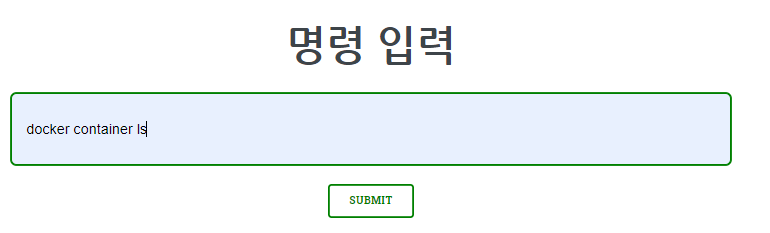 명령 입력
docker container ls
SUBMIT